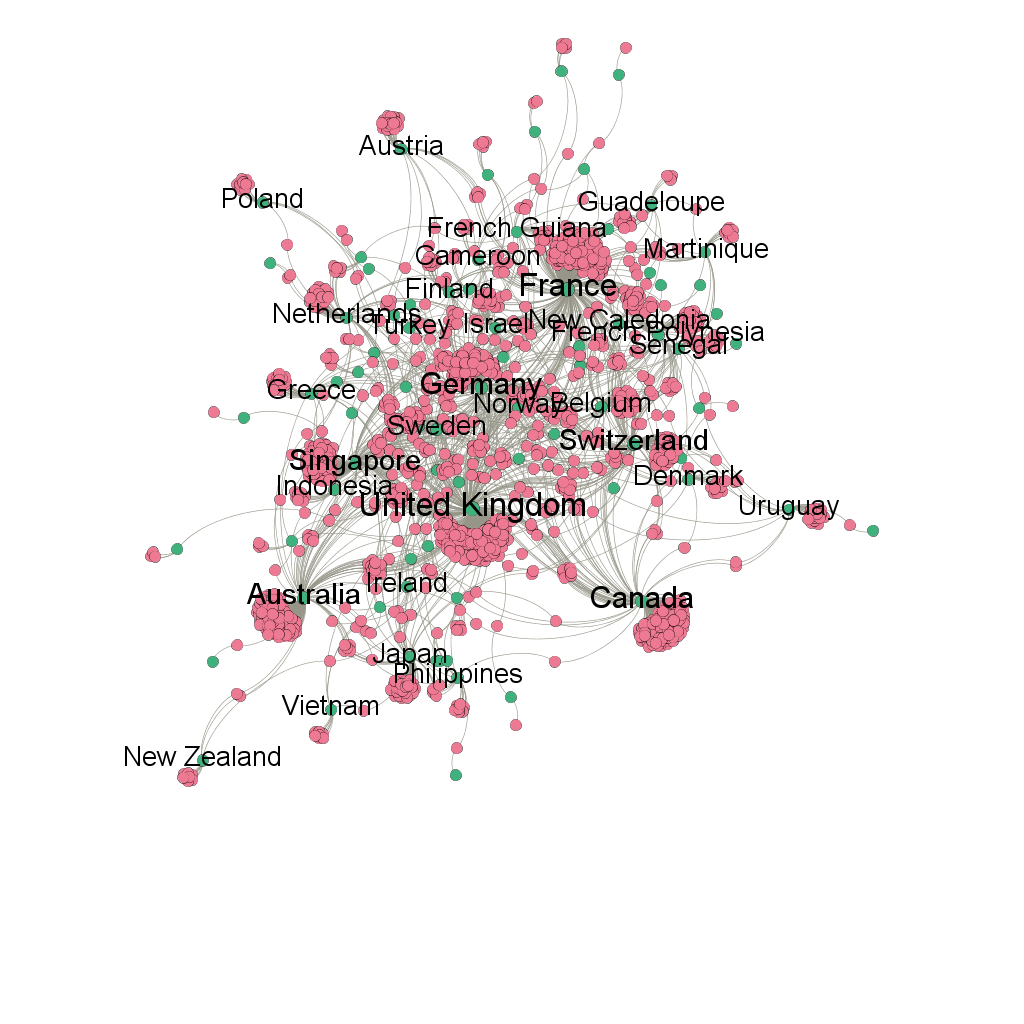 Austria
Poland
Guadeloupe
French Guiana
Martinique
Cameroon
France
Finland
Netherlands
Turkey
Israel
New Caledonia
French Polynesia
Senegal
Germany
Greece
Norway
Belgium
Sweden
Switzerland
Singapore
Denmark
Indonesia
United Kingdom
Uruguay
Ireland
Australia
Canada
Japan
Philippines
Vietnam
New Zealand